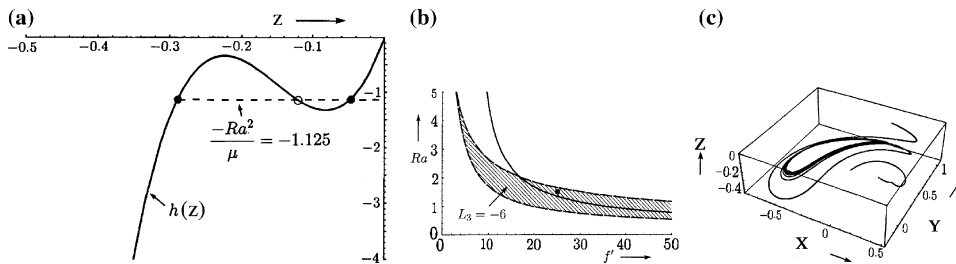 (a)
Z
-0.5 -0.4 -0.3 -0.2 -0.1
-1
-Ra²/μ = -1.125
-2
h(Z)
-3
-4
(b)
5
4
3
Ra
2
1
0
L₃ = -6
0 10 20 30 40 50
f'
(c)
Z
0
-0.2
-0.4
-0.5
0
0.5
X
0
0.5
1
Y